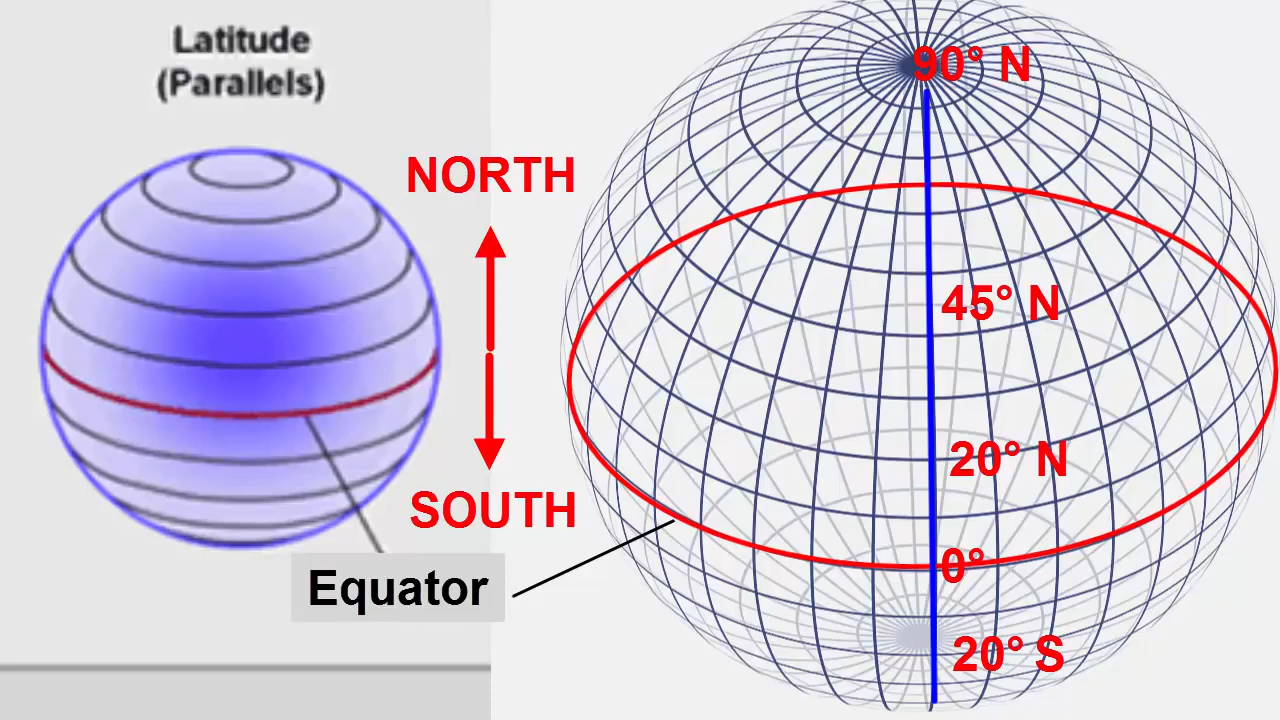 Latitude
(Parallels)
NORTH
SOUTH
Equator
90° N
45° N
20° N
0°
20° S